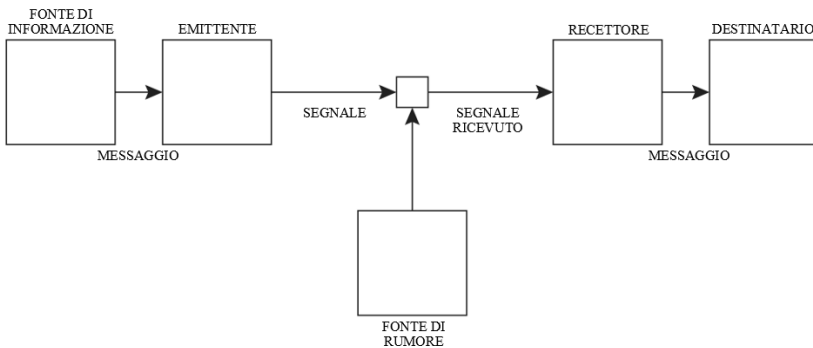 FONTE DI
INFORMAZIONE
EMITTENTE
RECETTORE
DESTINATARIO
SEGNALE
SEGNALE
RICEVUTO
MESSAGGIO
MESSAGGIO
FONTE DI
RUMORE